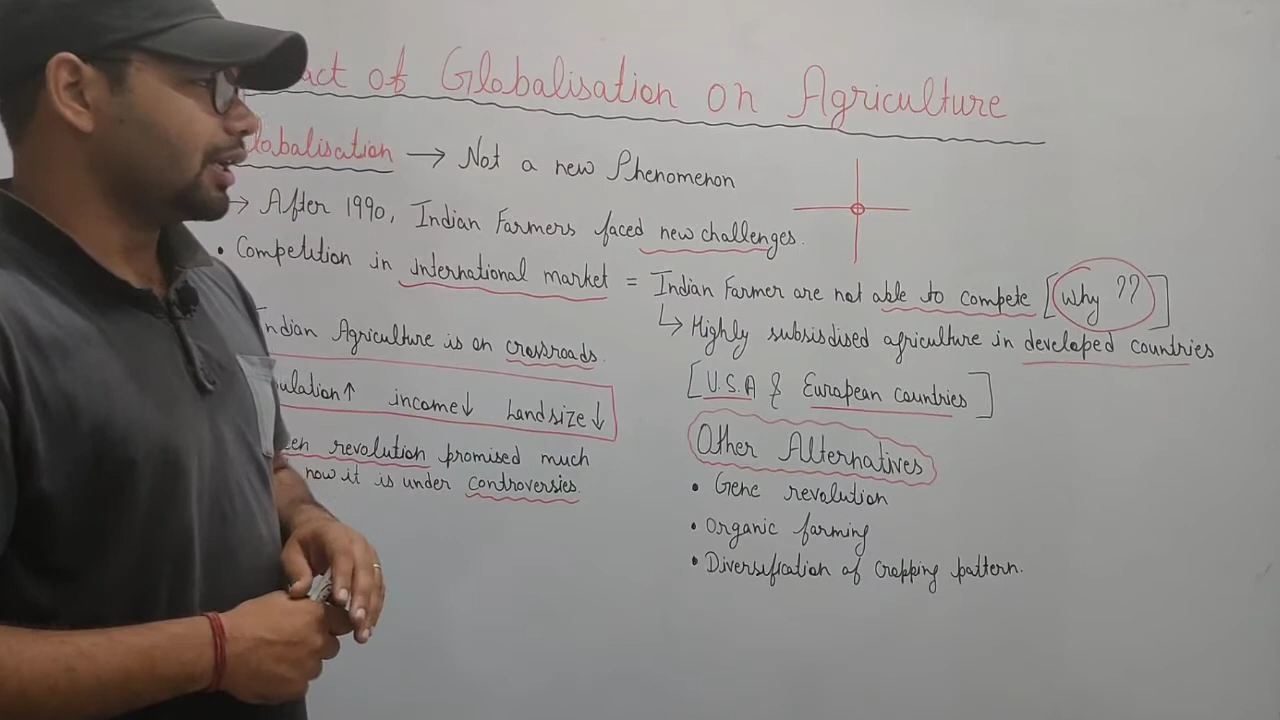 act of Globalisation on Agriculture
lobalisation → Not a new Phenomenon
→ After 1990, Indian Farmers faced new challenges.
• Competition in international market = Indian Farmer are not able to compete [Why ??]
↳ Highly subsisdised agriculture in developed countries
[U.S.A & European countries]
Indian Agriculture is on crossroads.
ulation↑ income↓ Landsize↓
een revolution promised much
now it is under controversies.
Other Alternatives
• Gene revolution
• Organic farming
• Diversification of cropping pattern.